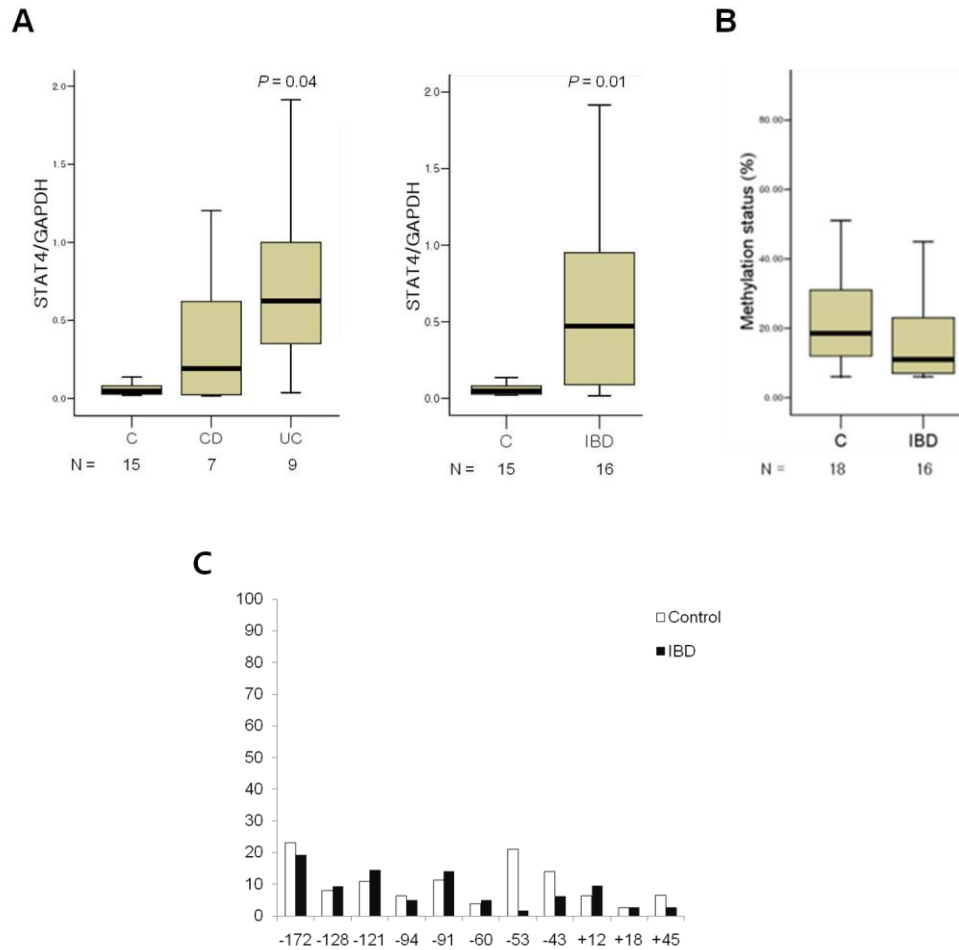 A
P = 0.04
2.0
1.5
1.0
0.5
0.0
STAT4/GAPDH
C CD UC
N = 15 7 9
P = 0.01
2.0
1.5
1.0
0.5
0.0
STAT4/GAPDH
C IBD
N = 15 16
B
80.00
60.00
40.00
20.00
0.00
Methylation status (%)
C IBD
N = 18 16
C
100
90
80
70
60
50
40
30
20
10
0
Control
IBD
-172 -128 -121 -94 -91 -60 -53 -43 +12 +18 +45